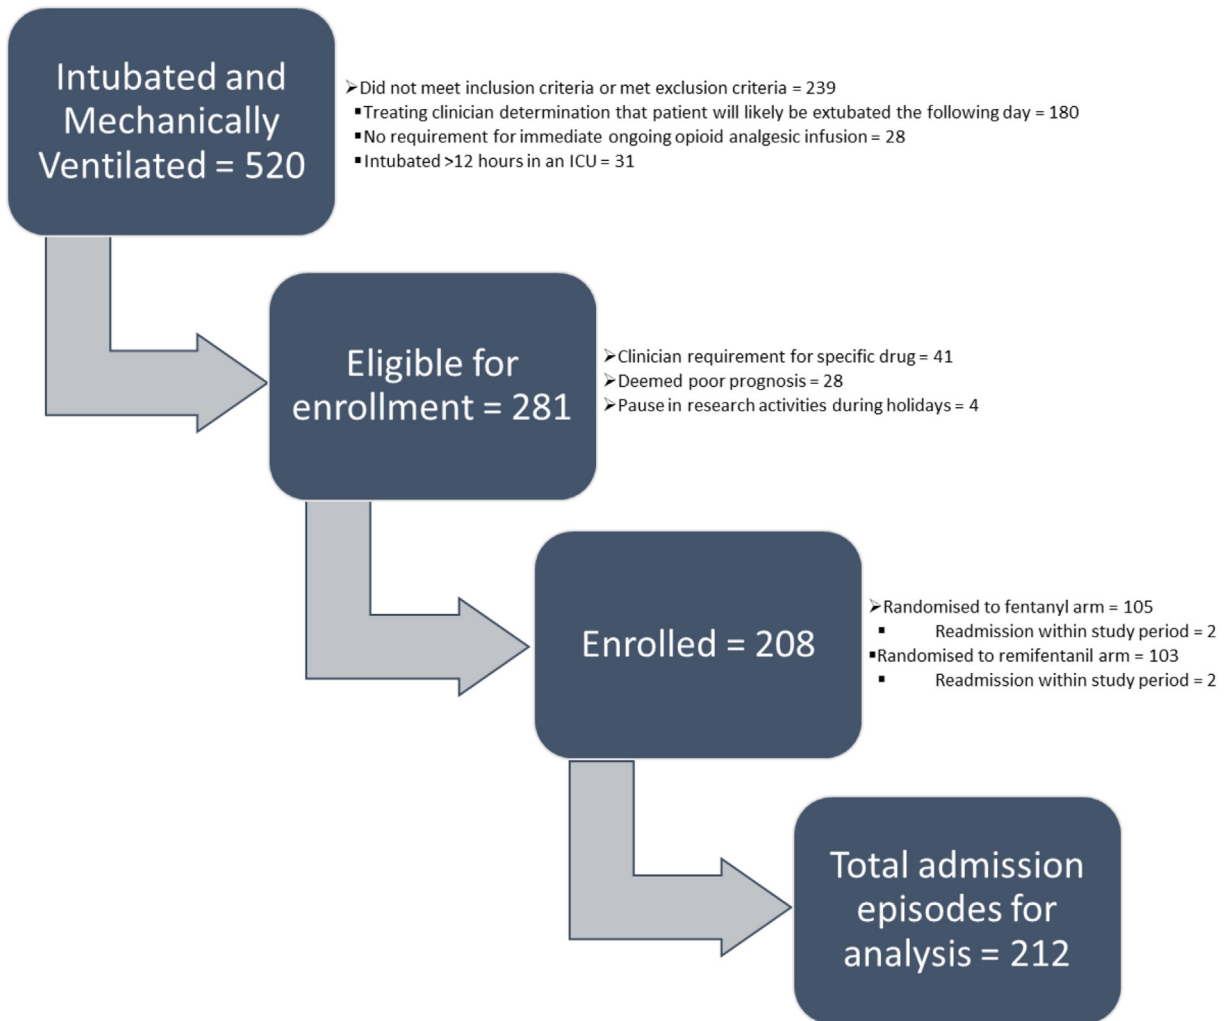 Intubated and
Mechanically
Ventilated = 520
➤Did not meet inclusion criteria or met exclusion criteria = 239
▪Treating clinician determination that patient will likely be extubated the following day = 180
▪No requirement for immediate ongoing opioid analgesic infusion = 28
▪Intubated >12 hours in an ICU = 31
Eligible for
enrollment = 281
➤Clinician requirement for specific drug = 41
➤Deemed poor prognosis = 28
➤Pause in research activities during holidays = 4
Enrolled = 208
➤Randomised to fentanyl arm = 105
▪ Readmission within study period = 2
▪Randomised to remifentanil arm = 103
▪ Readmission within study period = 2
Total admission
episodes for
analysis = 212